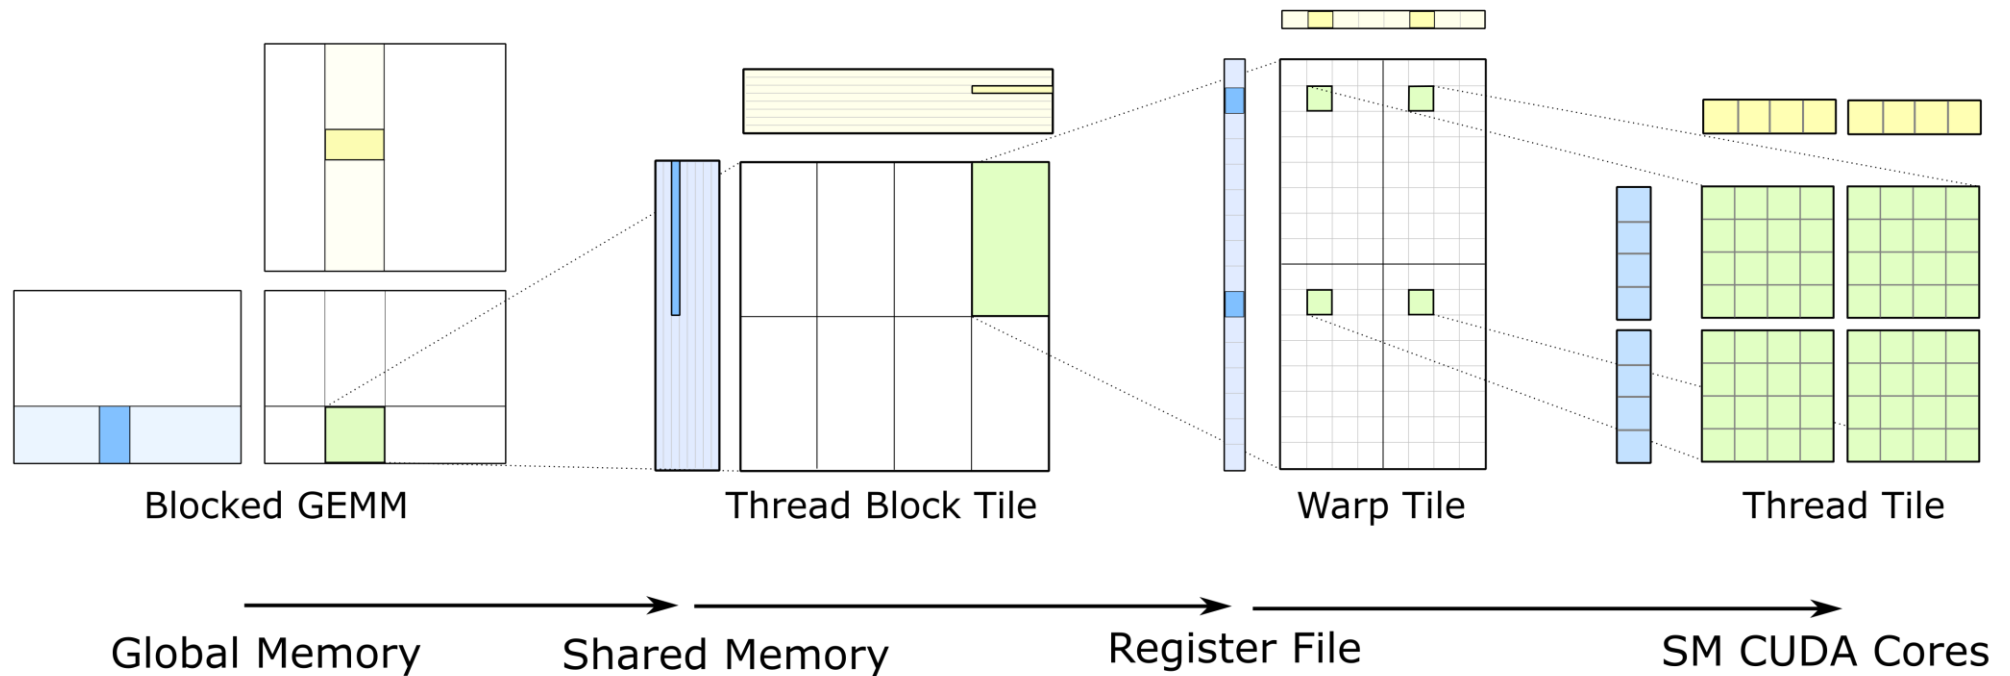 Blocked GEMM
Thread Block Tile
Warp Tile
Thread Tile
Global Memory
Shared Memory
Register File
SM CUDA Cores